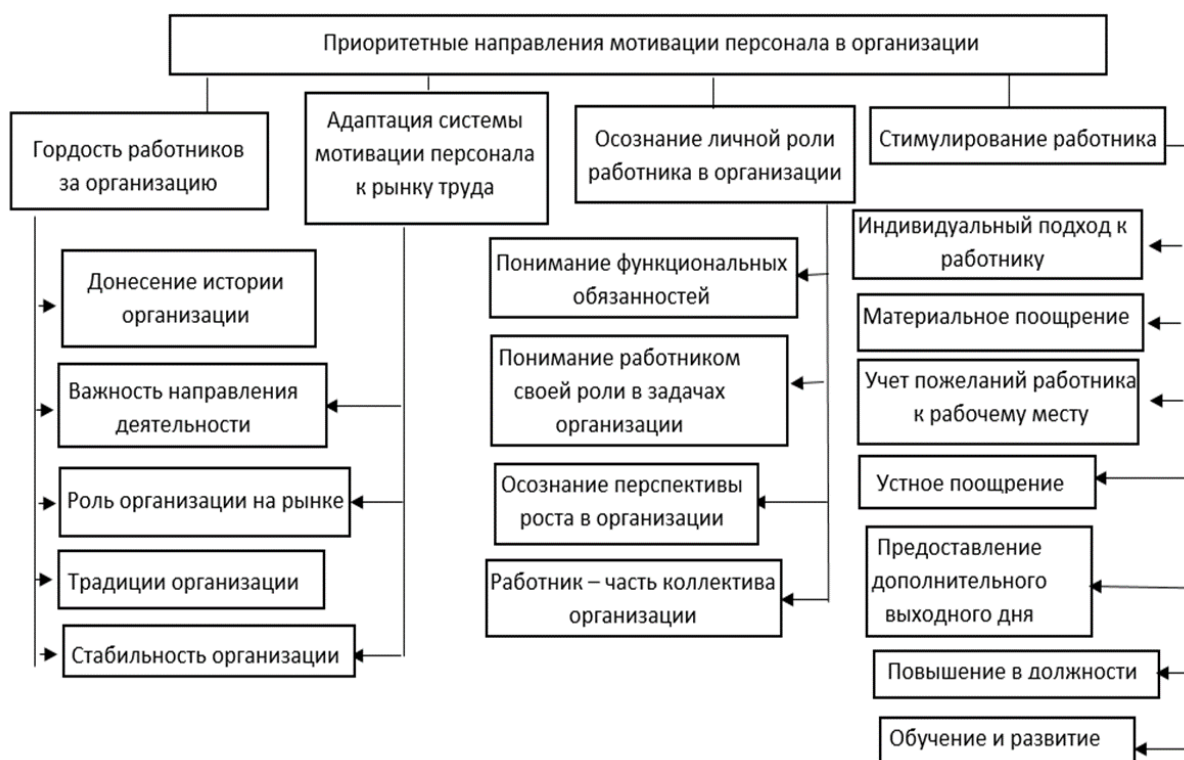 Приоритетные направления мотивации персонала в организации
Гордость работников
за организацию
Адаптация системы
мотивации персонала
к рынку труда
Осознание личной роли
работника в организации
Стимулирование работника
Донесение истории
организации
Важность направления
деятельности
Роль организации на рынке
Традиции организации
Стабильность организации
Понимание функциональных
обязанностей
Понимание работником
своей роли в задачах
организации
Осознание перспективы
роста в организации
Работник – часть коллектива
организации
Индивидуальный подход к
работнику
Материальное поощрение
Учет пожеланий работника
к рабочему месту
Устное поощрение
Предоставление
дополнительного
выходного дня
Повышение в должности
Обучение и развитие